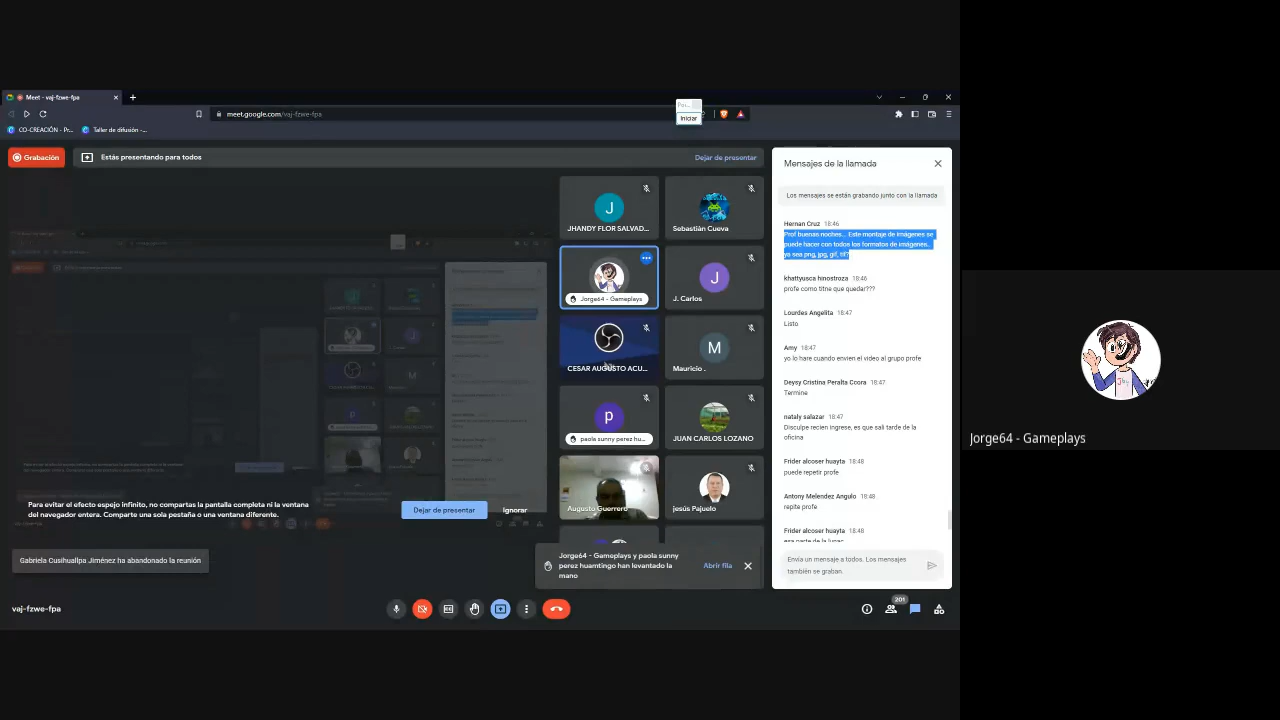 Meet - vaj-fzwe-fpa
meet.google.com/vaj-fzwe-fpa
Iniciar
CO-CREACIÓN - Pr...
Taller de difusión -...
Grabación
Estás presentando para todos
Dejar de presentar
Mensajes de la llamada
Los mensajes se están grabando junto con la llamada
Hernan Cruz 18:46
Prof buenas noches... Este montaje de imágenes se
puede hacer con todos los formatos de imágenes..
ya sea png, jpg, gif, tif?
khattyusca hinostroza 18:46
profe como titne que quedar???
Lourdes Angelita 18:47
Listo
Amy 18:47
yo lo hare cuando envien el video al grupo profe
Deysy Cristina Peralta Ccora 18:47
Termine
nataly salazar 18:47
Disculpe recien ingrese, es que sali tarde de la
oficina
Frider alcoser huayta 18:48
puede repetir profe
Antony Melendez Angulo 18:48
repite profe
Frider alcoser huayta 18:48
Envía un mensaje a todos. Los mensajes
también se graban.
J
JHANDY FLOR SALVAD...
Sebastián Cueva
Jorge64 - Gameplays
J
J. Carlos
CESAR AUGUSTO ACU...
M
Mauricio .
p
paola sunny perez hu...
JUAN CARLOS LOZANO
Augusto Guerrero
jesús Pajuelo
Para evitar el efecto espejo infinito, no compartas la pantalla completa ni la ventana
del navegador entera. Comparte una sola pestaña o una ventana diferente.
Dejar de presentar
Ignorar
Gabriela Cusihuallpa Jiménez ha abandonado la reunión
Jorge64 - Gameplays y paola sunny
perez huamtingo han levantado la
mano
Abrir fila
vaj-fzwe-fpa
201
Jorge64 - Gameplays